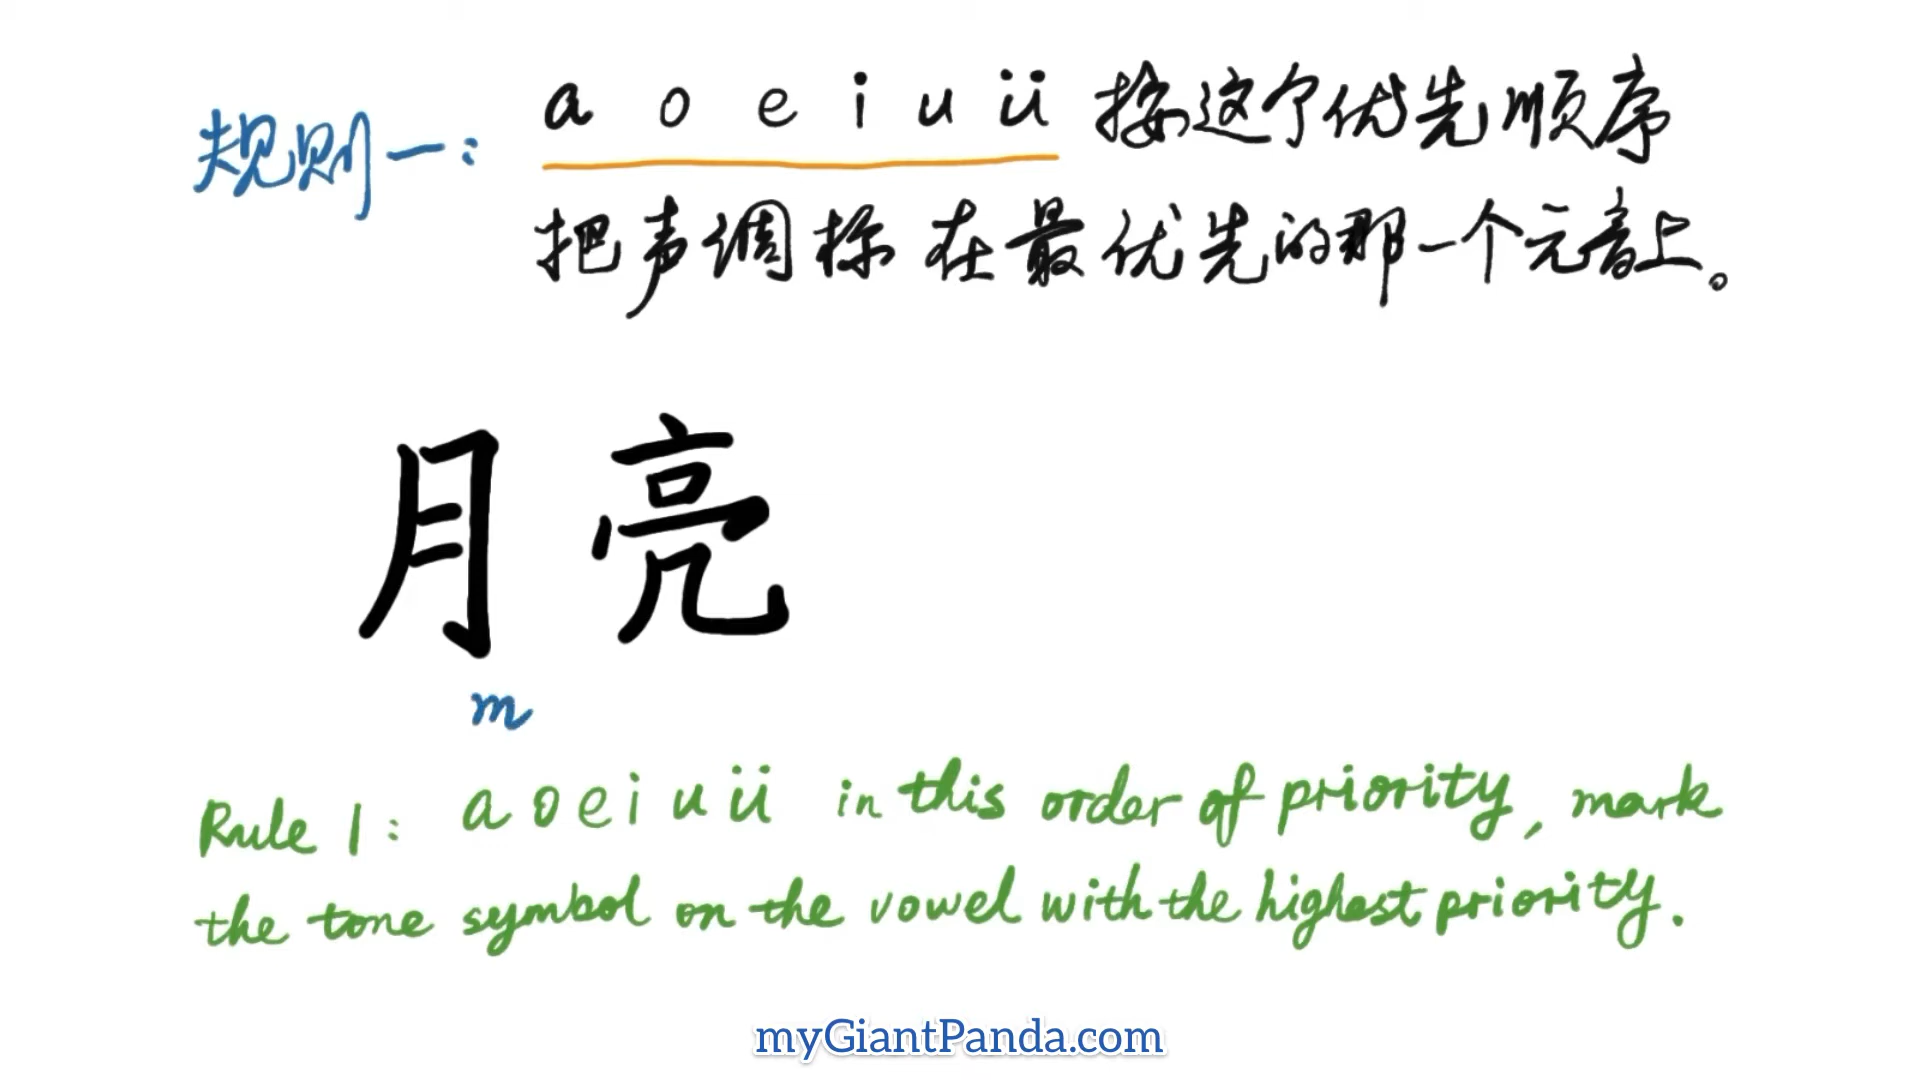 规则一： a o e i u ü 按这个优先顺序
把声调标在最优先的那一个元音上。
月亮
m
Rule 1: a o e i u ü in this order of priority, mark
the tone symbol on the vowel with the highest priority.
myGiantPanda.com